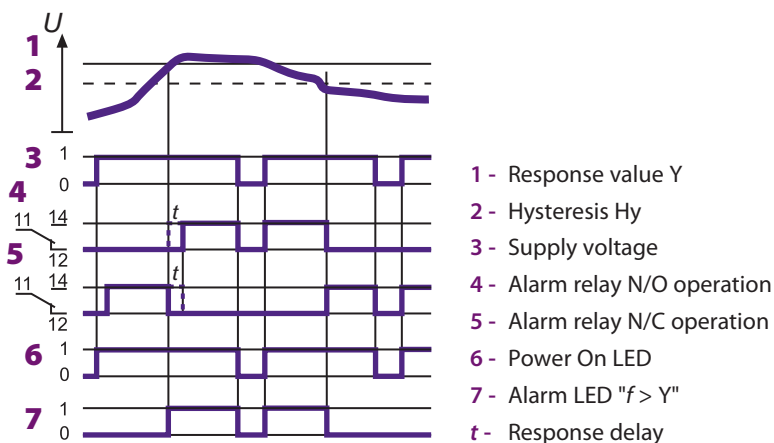 U
1
2
3 1
0
4
11 14
t
12
5
11 14
t
12
6 1
0
7 1
0
1 - Response value Y
2 - Hysteresis Hy
3 - Supply voltage
4 - Alarm relay N/O operation
5 - Alarm relay N/C operation
6 - Power On LED
7 - Alarm LED "f > Y"
t - Response delay